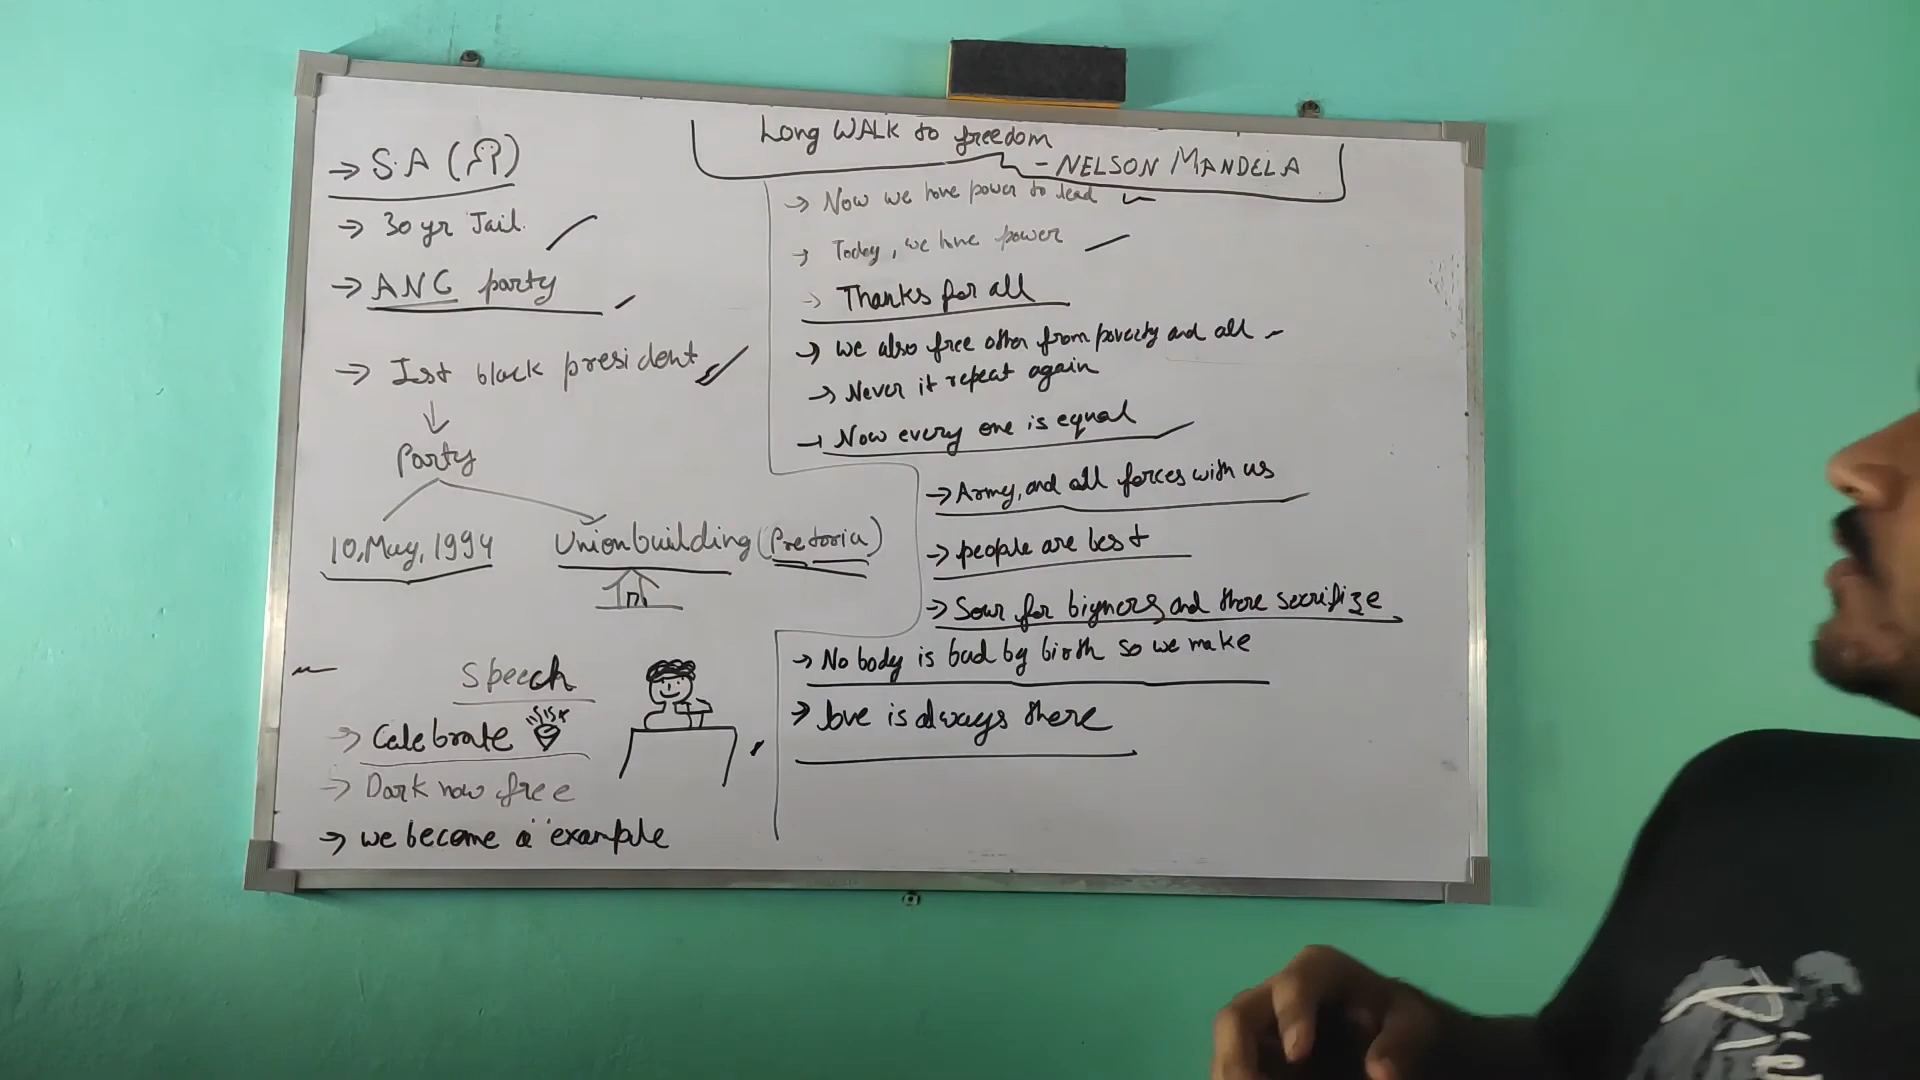 Long WALK to freedom
- NELSON MANDELA
→ S.A ( )
→ 30 yr Jail.
→ ANC party
→ Ist black president
↓
Party
10, May, 1994
Union building (Pretoria)
Speech
→ Celebrate
→ Dark now free
→ we become a "example
→ Now we have power to lead
→ Today, we have power
→ Thanks for all
→ we also free other from poverty and all
→ Never it repeat again
→ Now every one is equal
→ Army, and all forces with us
→ people are best
→ for and there secrifize
→ No body is bad by birth so we make
→ love is always there